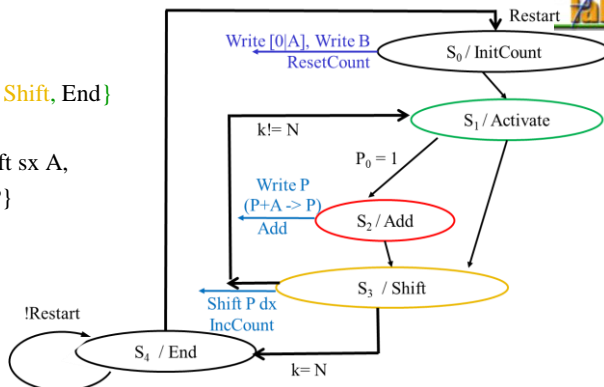 Restart
Write [0|A], Write B
ResetCount
S0 / InitCount
Shift, End}
S1 / Activate
k!= N
ft sx A,
P0 = 1
Write P
(P+A -> P)
Add
S2 / Add
S3 / Shift
Shift P dx
IncCount
!Restart
S4 / End
k= N